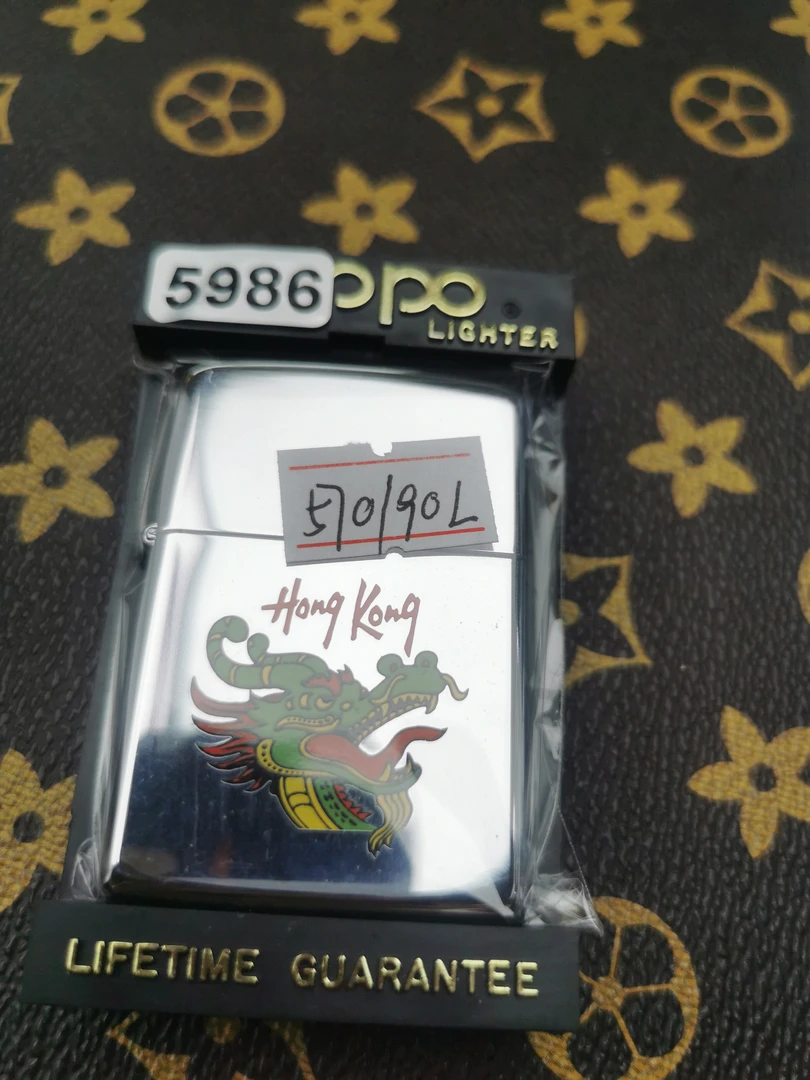 5986
ppo
LIGHTER
570/90L
Hong Kong
LIFETIME GUARANTEE